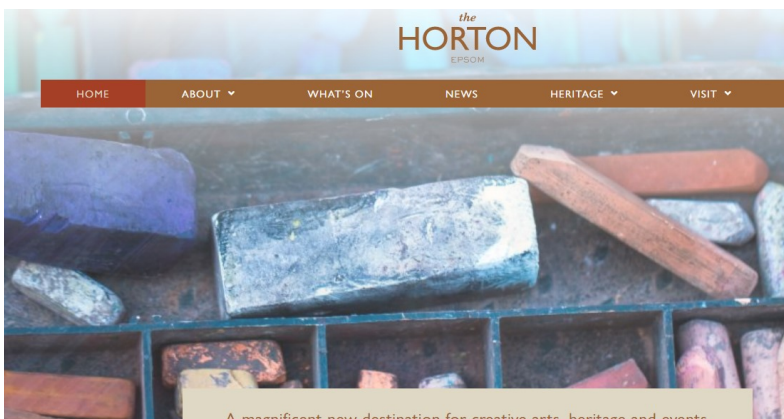 the
HORTON
EPSOM
HOME ABOUT WHAT'S ON NEWS HERITAGE VISIT
A magnificent new destination for creative arts, heritage and events